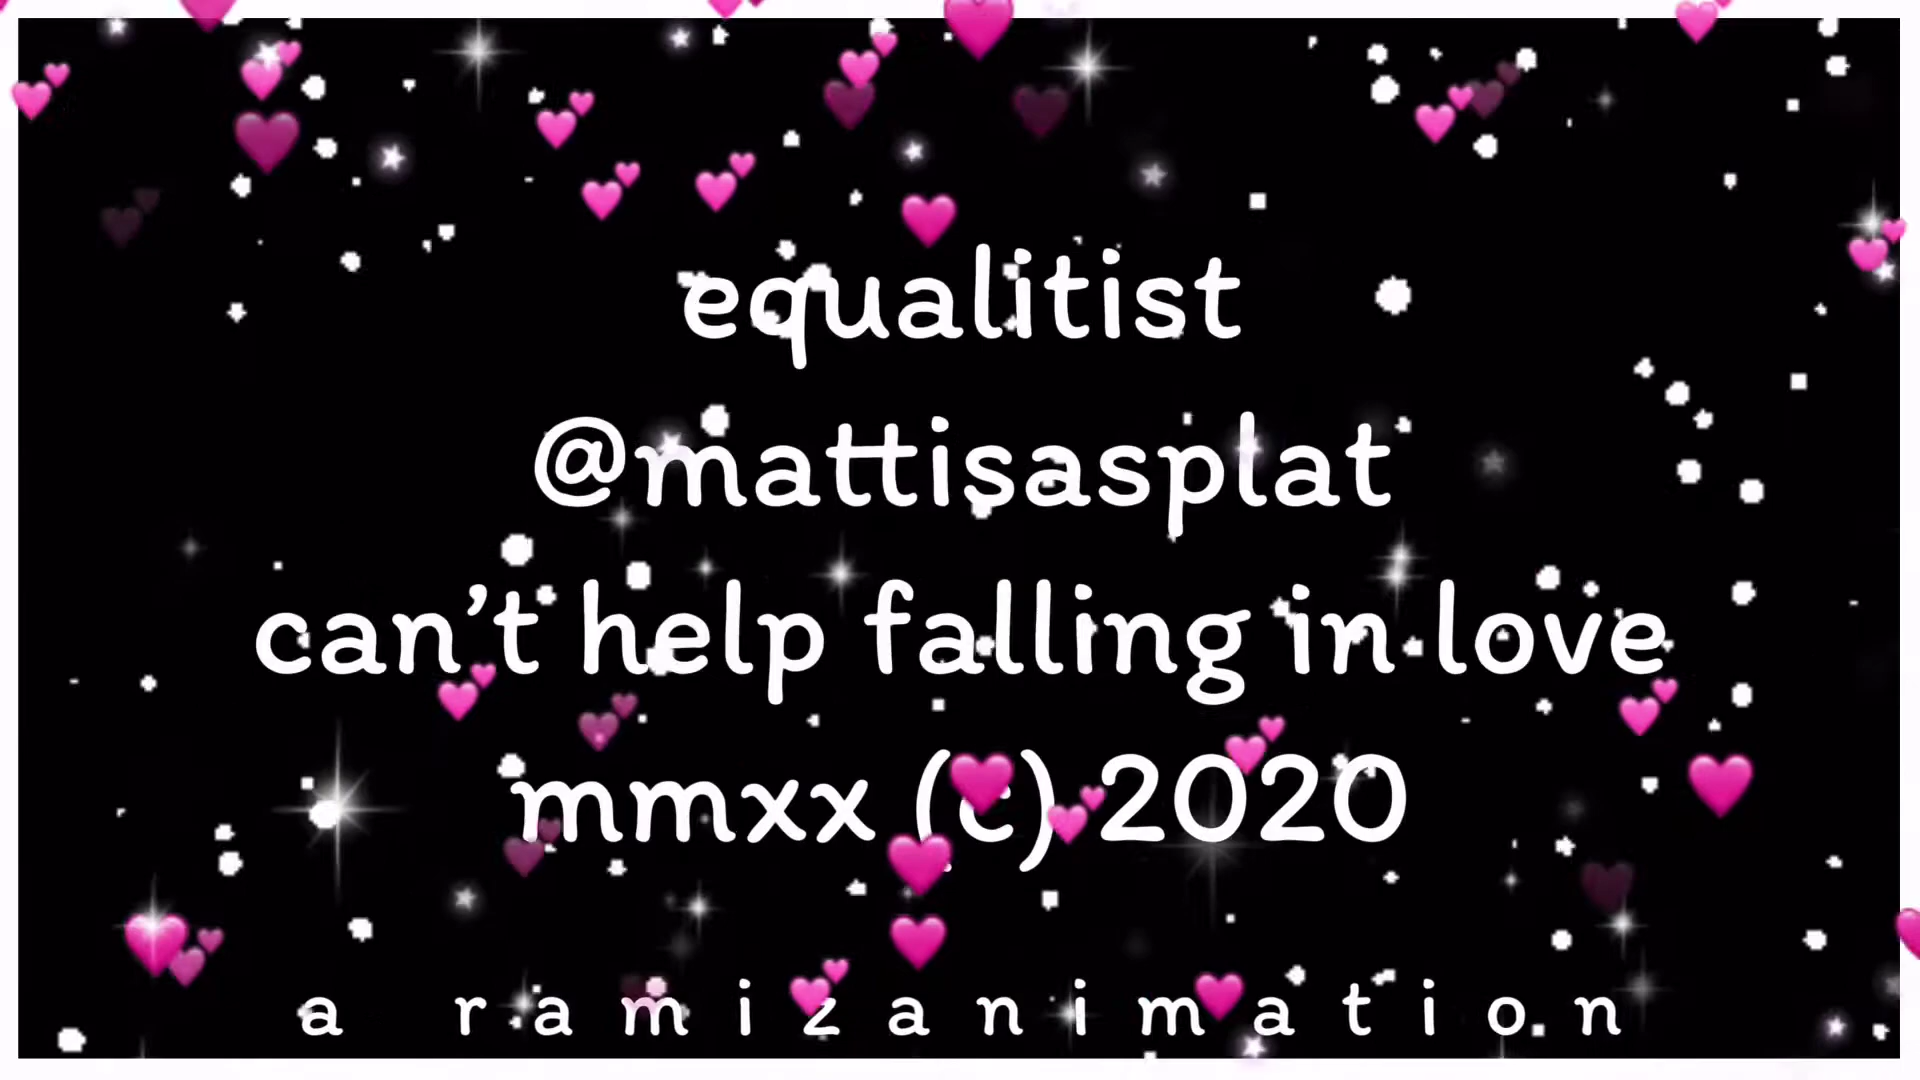 equalitist
@mattisasplat
can’t help falling in love
mmxx (c) 2020
a ramizanimation